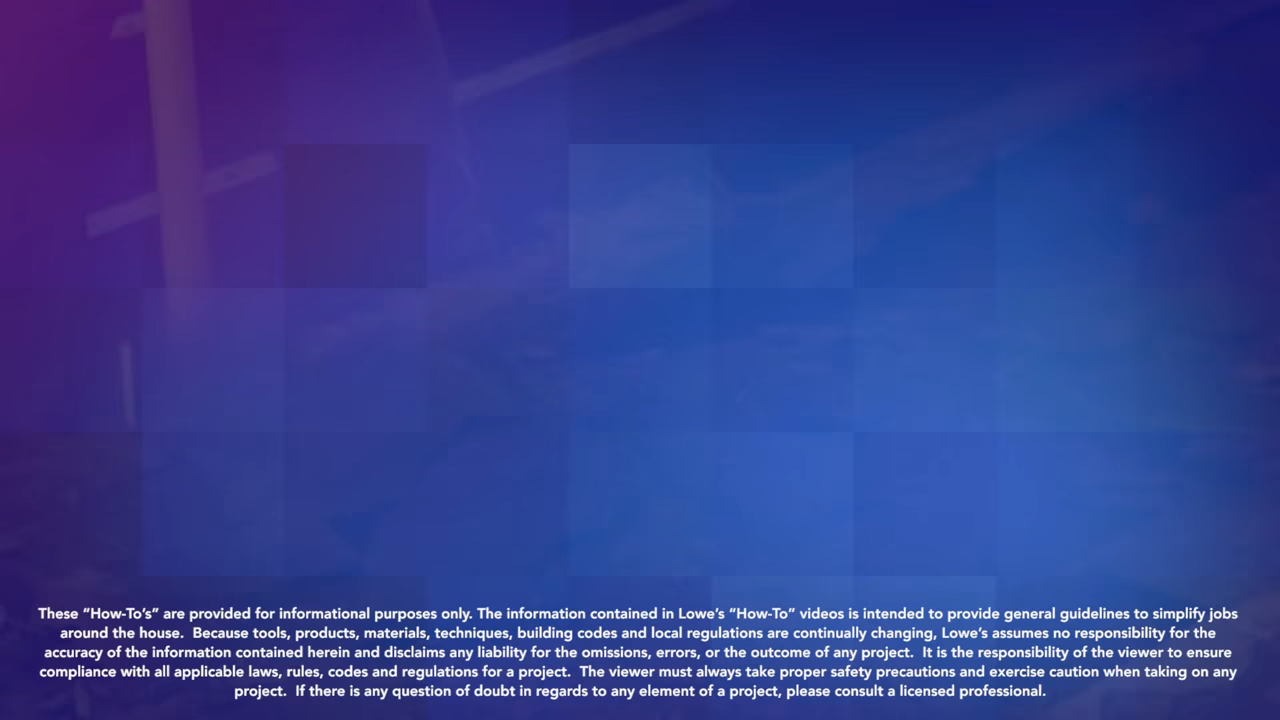 These “How-To’s” are provided for informational purposes only. The information contained in Lowe’s “How-To” videos is intended to provide general guidelines to simplify jobs
around the house.  Because tools, products, materials, techniques, building codes and local regulations are continually changing, Lowe’s assumes no responsibility for the
accuracy of the information contained herein and disclaims any liability for the omissions, errors, or the outcome of any project.  It is the responsibility of the viewer to ensure
compliance with all applicable laws, rules, codes and regulations for a project.  The viewer must always take proper safety precautions and exercise caution when taking on any
project.  If there is any question of doubt in regards to any element of a project, please consult a licensed professional.